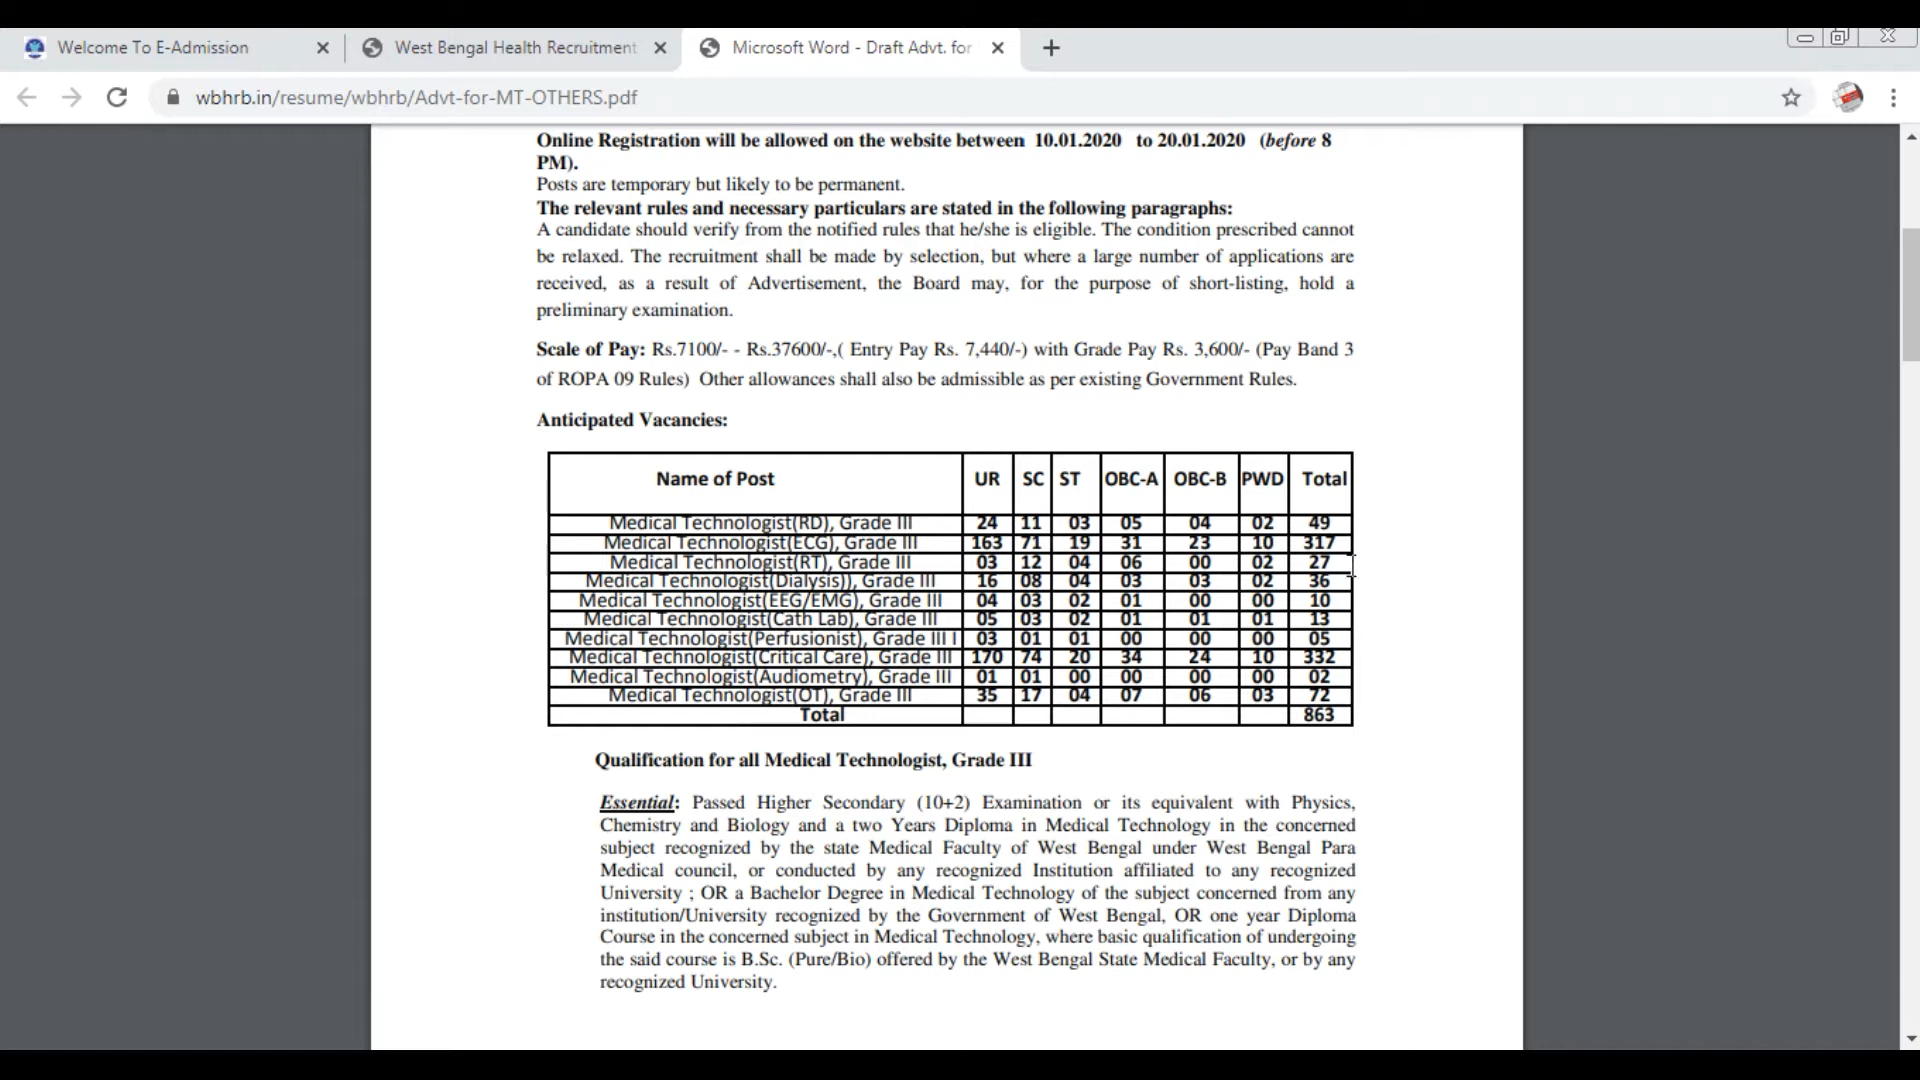 Welcome To E-Admission
West Bengal Health Recruitment
Microsoft Word - Draft Advt. for
wbhrb.in/resume/wbhrb/Advt-for-MT-OTHERS.pdf
Online Registration will be allowed on the website between 10.01.2020 to 20.01.2020 (before 8
PM).
Posts are temporary but likely to be permanent.
The relevant rules and necessary particulars are stated in the following paragraphs:
A candidate should verify from the notified rules that he/she is eligible. The condition prescribed cannot
be relaxed. The recruitment shall be made by selection, but where a large number of applications are
received, as a result of Advertisement, the Board may, for the purpose of short-listing, hold a
preliminary examination.
Scale of Pay: Rs.7100/- - Rs.37600/-,( Entry Pay Rs. 7,440/-) with Grade Pay Rs. 3,600/- (Pay Band 3
of ROPA 09 Rules) Other allowances shall also be admissible as per existing Government Rules.
Anticipated Vacancies:
Name of Post UR SC ST OBC-A OBC-B PWD Total
Medical Technologist(RD), Grade III 24 11 03 05 04 02 49
Medical Technologist(ECG), Grade III 163 71 19 31 23 10 317
Medical Technologist(RT), Grade III 03 12 04 06 00 02 27
Medical Technologist(Dialysis)), Grade III 16 08 04 03 03 02 36
Medical Technologist(EEG/EMG), Grade III 04 03 02 01 00 00 10
Medical Technologist(Cath Lab), Grade III 05 03 02 01 01 01 13
Medical Technologist(Perfusionist), Grade III I 03 01 01 00 00 00 05
Medical Technologist(Critical Care), Grade III 170 74 20 34 24 10 332
Medical Technologist(Audiometry), Grade III 01 01 00 00 00 00 02
Medical Technologist(OT), Grade III 35 17 04 07 06 03 72
Total 863
Qualification for all Medical Technologist, Grade III
Essential: Passed Higher Secondary (10+2) Examination or its equivalent with Physics,
Chemistry and Biology and a two Years Diploma in Medical Technology in the concerned
subject recognized by the state Medical Faculty of West Bengal under West Bengal Para
Medical council, or conducted by any recognized Institution affiliated to any recognized
University ; OR a Bachelor Degree in Medical Technology of the subject concerned from any
institution/University recognized by the Government of West Bengal, OR one year Diploma
Course in the concerned subject in Medical Technology, where basic qualification of undergoing
the said course is B.Sc. (Pure/Bio) offered by the West Bengal State Medical Faculty, or by any
recognized University.